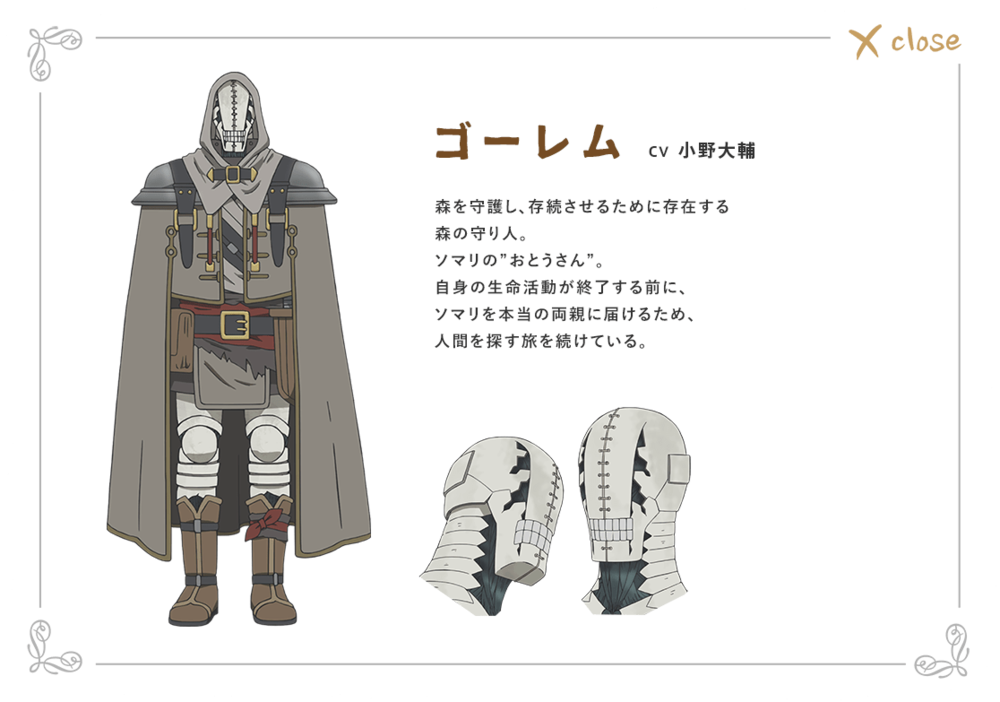 × close
ゴーレム CV 小野大輔
森を守護し、存続させるために存在する
森の守り人。
ソマリの”おとうさん”。
自身の生命活動が終了する前に、
ソマリを本当の両親に届けるため、
人間を探す旅を続けている。